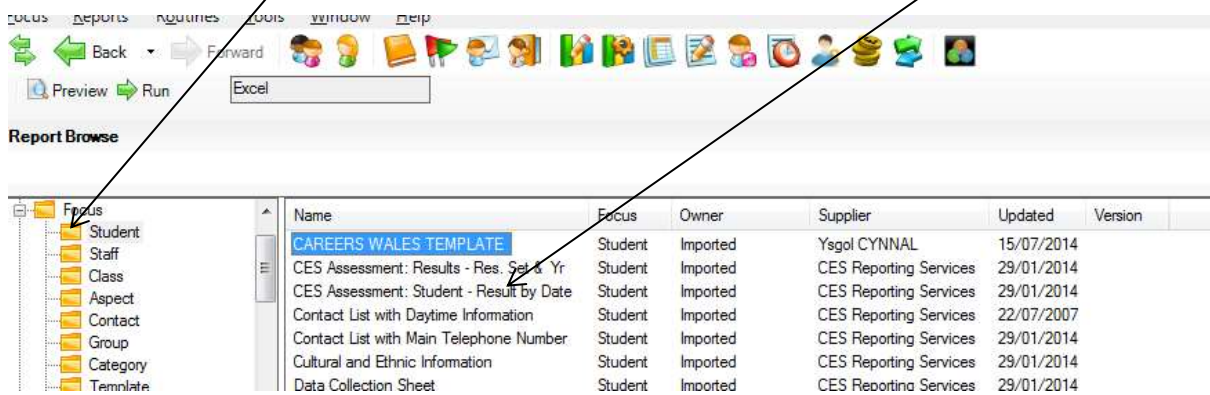 Focus Reports Routines Tools Window Help
Back Forward
Preview Run Excel
Report Browse
Focus
Student
Staff
Class
Aspect
Contact
Group
Category
Template
Name Focus Owner Supplier Updated Version
CAREERS WALES TEMPLATE Student Imported Ysgol CYNNAL 15/07/2014
CES Assessment: Results - Res. Set & Yr Student Imported CES Reporting Services 29/01/2014
CES Assessment: Student - Result by Date Student Imported CES Reporting Services 29/01/2014
Contact List with Daytime Information Student Imported CES Reporting Services 22/07/2007
Contact List with Main Telephone Number Student Imported CES Reporting Services 29/01/2014
Cultural and Ethnic Information Student Imported CES Reporting Services 29/01/2014
Data Collection Sheet Student Imported CES Reporting Services 29/01/2014